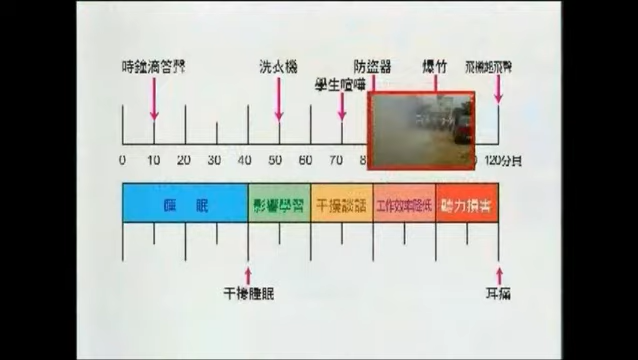 時鐘滴答聲 洗衣機 防盜器 爆竹 飛機起飛聲
學生喧嘩
0 10 20 30 40 50 60 70 120分貝
睡 眠 影響學習 干擾談話 工作效率降低 聽力損害
干擾睡眠 耳痛